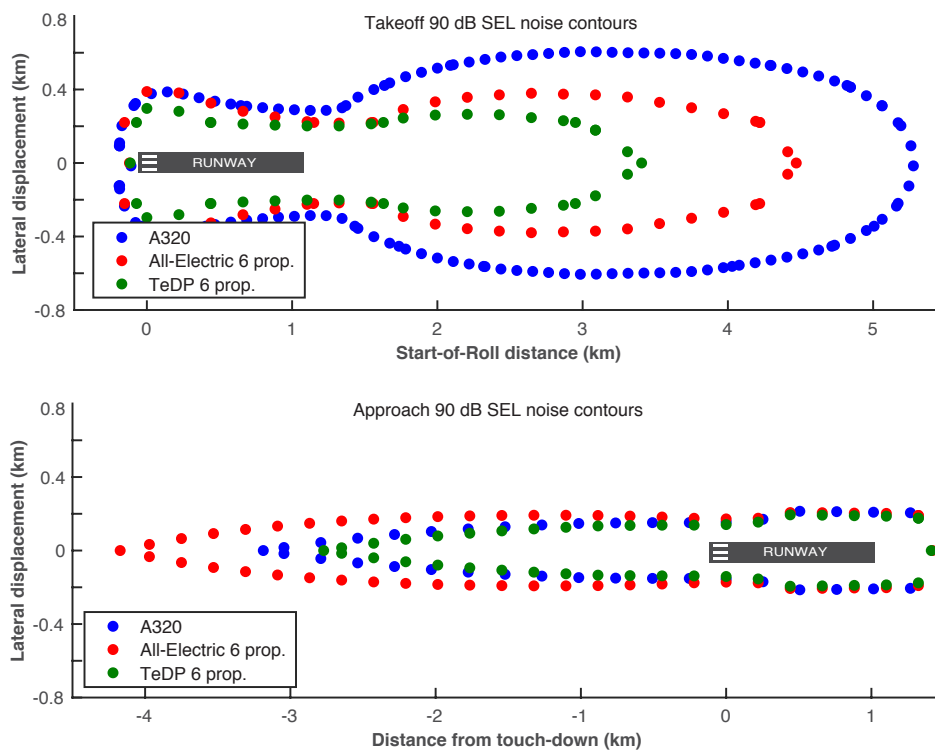 Takeoff 90 dB SEL noise contours
Lateral displacement (km)
0.8
0.4
0
-0.4
-0.8
RUNWAY
A320
All-Electric 6 prop.
TeDP 6 prop.
0 1 2 3 4 5
Start-of-Roll distance (km)
Approach 90 dB SEL noise contours
Lateral displacement (km)
0.8
0.4
0
-0.4
-0.8
RUNWAY
A320
All-Electric 6 prop.
TeDP 6 prop.
-4 -3 -2 -1 0 1
Distance from touch-down (km)